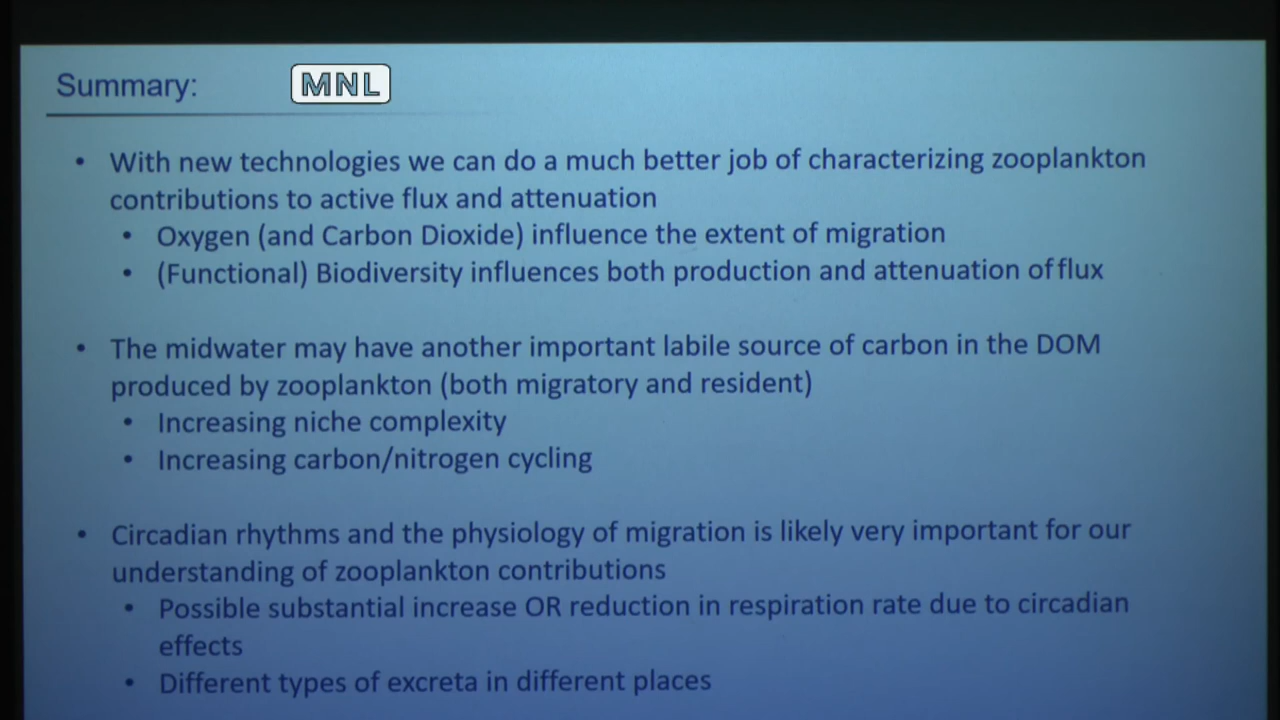 Summary:
MNL
• With new technologies we can do a much better job of characterizing zooplankton
contributions to active flux and attenuation
• Oxygen (and Carbon Dioxide) influence the extent of migration
• (Functional) Biodiversity influences both production and attenuation of flux
• The midwater may have another important labile source of carbon in the DOM
produced by zooplankton (both migratory and resident)
• Increasing niche complexity
• Increasing carbon/nitrogen cycling
• Circadian rhythms and the physiology of migration is likely very important for our
understanding of zooplankton contributions
• Possible substantial increase OR reduction in respiration rate due to circadian
effects
• Different types of excreta in different places